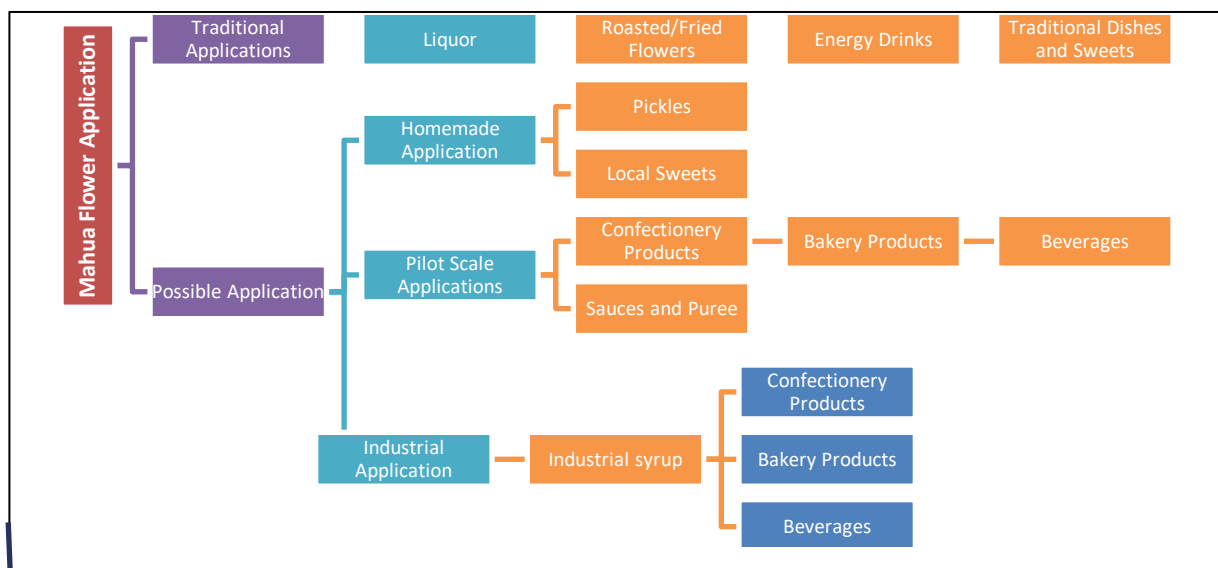 Mahua Flower Application
Traditional
Applications
Liquor
Roasted/Fried
Flowers
Energy Drinks
Traditional Dishes
and Sweets
Possible Application
Homemade
Application
Pickles
Local Sweets
Pilot Scale
Applications
Confectionery
Products
Bakery Products
Beverages
Sauces and Puree
Industrial
Application
Industrial syrup
Confectionery
Products
Bakery Products
Beverages